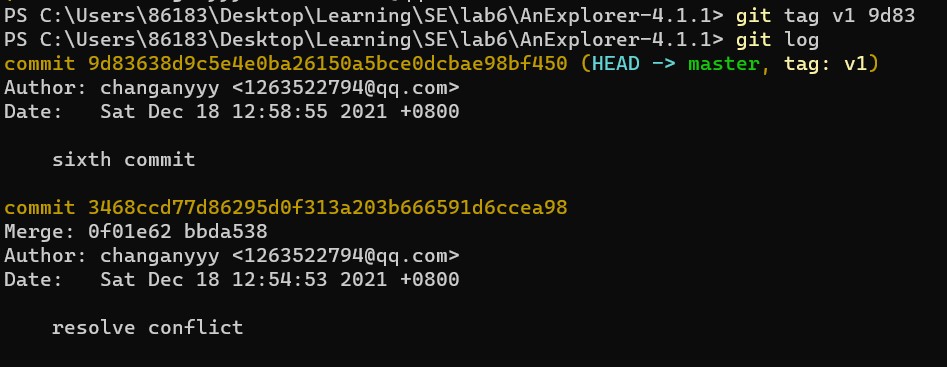 PS C:\Users\86183\Desktop\Learning\SE\lab6\AnExplorer-4.1.1> git tag v1 9d83
PS C:\Users\86183\Desktop\Learning\SE\lab6\AnExplorer-4.1.1> git log
commit 9d83638d9c5e4e0ba26150a5bce0dcbae98bf450 (HEAD -> master, tag: v1)
Author: changanyyy <1263522794@qq.com>
Date:   Sat Dec 18 12:58:55 2021 +0800
    sixth commit
commit 3468ccd77d86295d0f313a203b666591d6ccea98
Merge: 0f01e62 bbda538
Author: changanyyy <1263522794@qq.com>
Date:   Sat Dec 18 12:54:53 2021 +0800
    resolve conflict